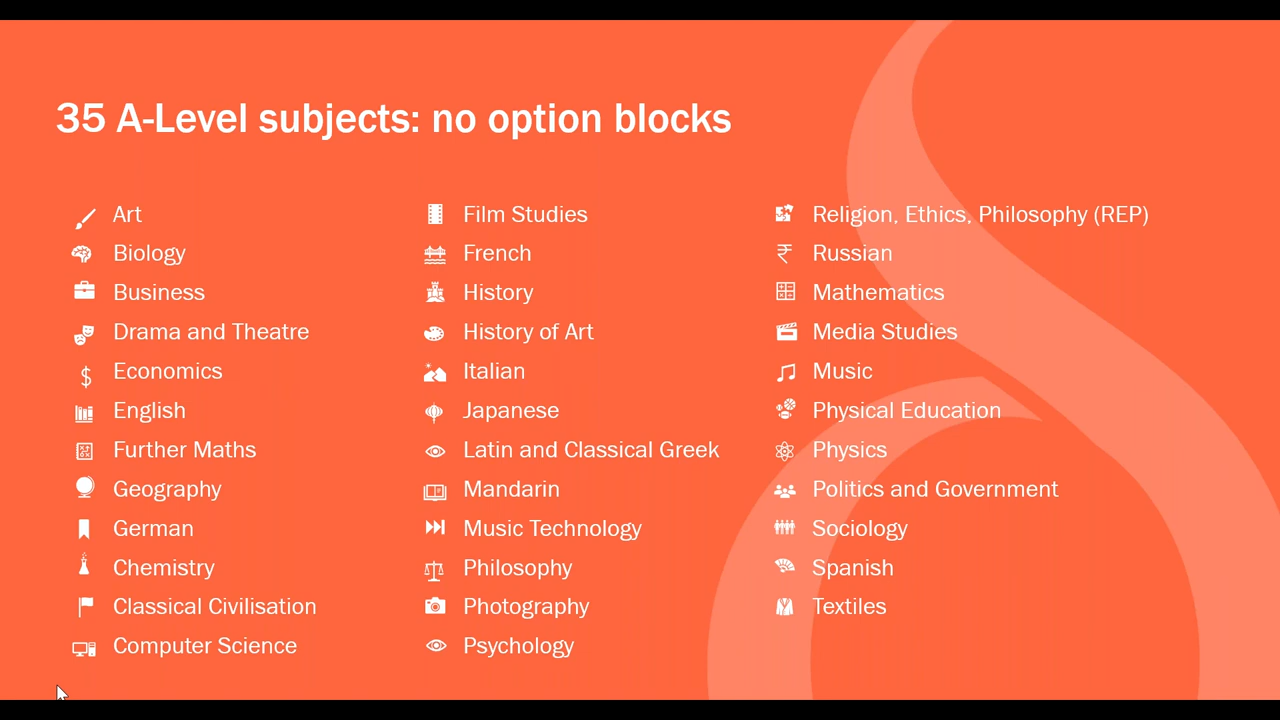 35 A-Level subjects: no option blocks
Art
Biology
Business
Drama and Theatre
Economics
English
Further Maths
Geography
German
Chemistry
Classical Civilisation
Computer Science
Film Studies
French
History
History of Art
Italian
Japanese
Latin and Classical Greek
Mandarin
Music Technology
Philosophy
Photography
Psychology
Religion, Ethics, Philosophy (REP)
Russian
Mathematics
Media Studies
Music
Physical Education
Physics
Politics and Government
Sociology
Spanish
Textiles